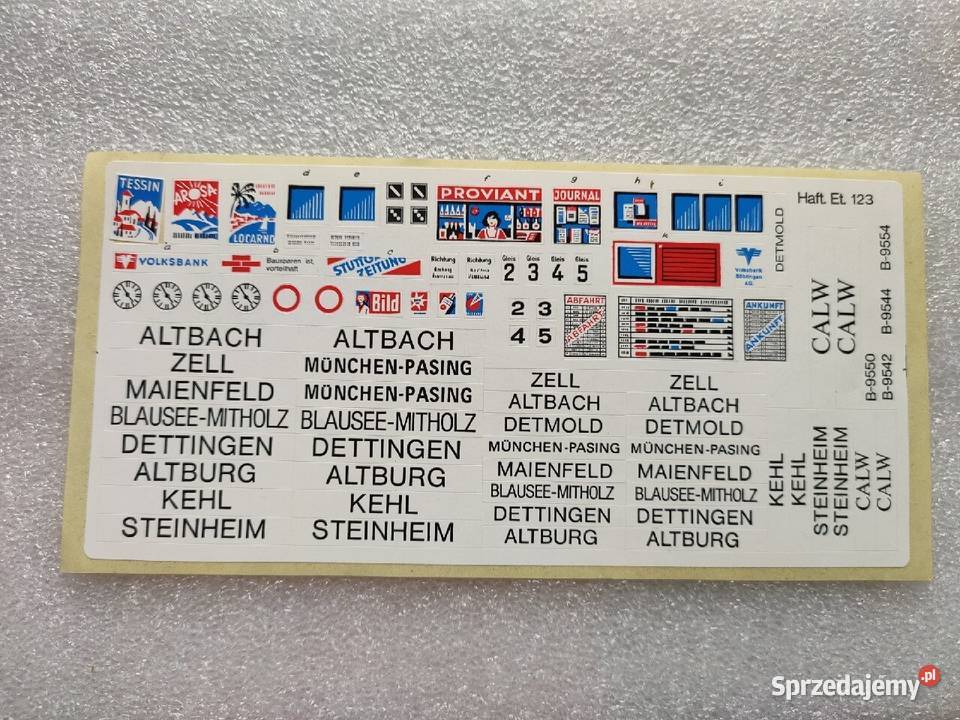 d e f g h f i
TESSIN
AROSA
LOCARNO
PROVIANT
JOURNAL
Haft. Et. 123
a b c k
VOLKSBANK
Bausparen ist vorteilhaft
STUTTG
ZEITUNG
Richtung
Richtung
Gleis Gleis Gleis Gleis
2 3 4 5
Volksbank
Böblingen
AG
DETMOLD
Bild
2 3
4 5
ABFAHRT
ABFAHRT
ANKUNFT
ANKUNFT
CALW
CALW
B-9554
B-9544
B-9550
B-9542
ALTBACH
ZELL
MAIENFELD
BLAUSEE-MITHOLZ
DETTINGEN
ALTBURG
KEHL
STEINHEIM
ALTBACH
MÜNCHEN-PASING
MÜNCHEN-PASING
BLAUSEE-MITHOLZ
DETTINGEN
ALTBURG
KEHL
STEINHEIM
ZELL
ALTBACH
DETMOLD
MÜNCHEN-PASING
MAIENFELD
BLAUSEE-MITHOLZ
DETTINGEN
ALTBURG
ZELL
ALTBACH
DETMOLD
MÜNCHEN-PASING
MAIENFELD
BLAUSEE-MITHOLZ
DETTINGEN
ALTBURG
KEHL
KEHL
STEINHEIM
STEINHEIM
CALW
CALW
Sprzedajemy.pl